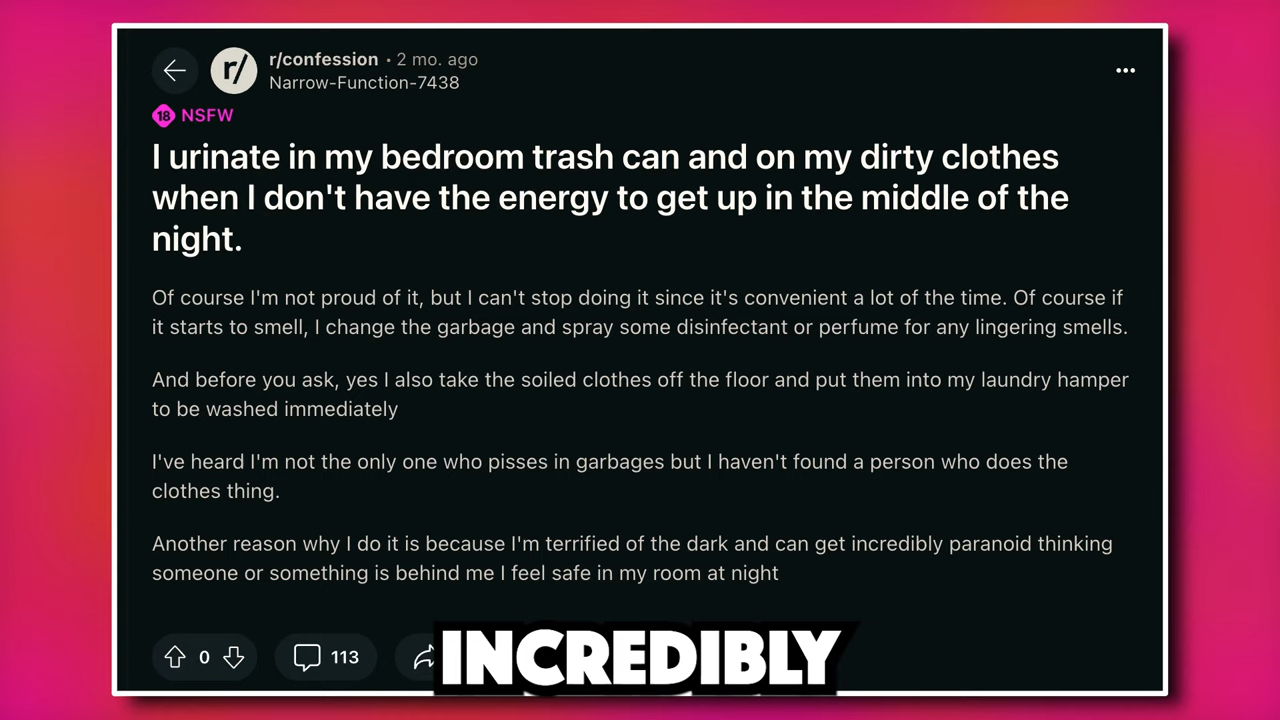 r/confession • 2 mo. ago
r/
Narrow-Function-7438
18 NSFW
I urinate in my bedroom trash can and on my dirty clothes
when I don't have the energy to get up in the middle of the
night.
Of course I'm not proud of it, but I can't stop doing it since it's convenient a lot of the time. Of course if
it starts to smell, I change the garbage and spray some disinfectant or perfume for any lingering smells.
And before you ask, yes I also take the soiled clothes off the floor and put them into my laundry hamper
to be washed immediately
I've heard I'm not the only one who pisses in garbages but I haven't found a person who does the
clothes thing.
Another reason why I do it is because I'm terrified of the dark and can get incredibly paranoid thinking
someone or something is behind me I feel safe in my room at night
0
113
INCREDIBLY